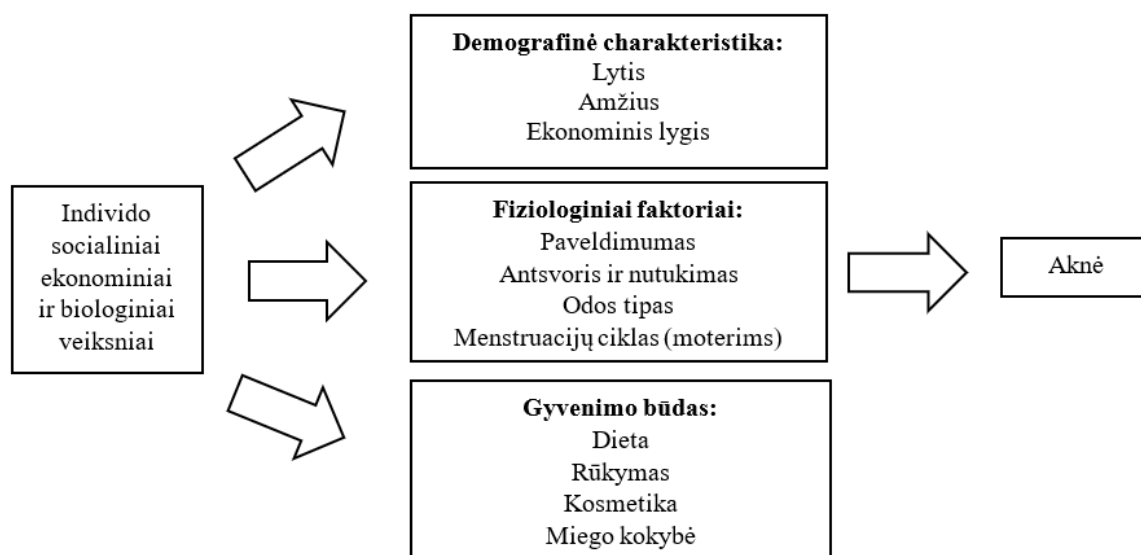 Individo
socialiniai
ekonominiai
ir biologiniai
veiksniai
Demografinė charakteristika:
Lytis
Amžius
Ekonominis lygis
Fiziologiniai faktoriai:
Paveldimumas
Antsvoris ir nutukimas
Odos tipas
Menstruacijų ciklas (moterims)
Gyvenimo būdas:
Dieta
Rūkymas
Kosmetika
Miego kokybė
Aknė